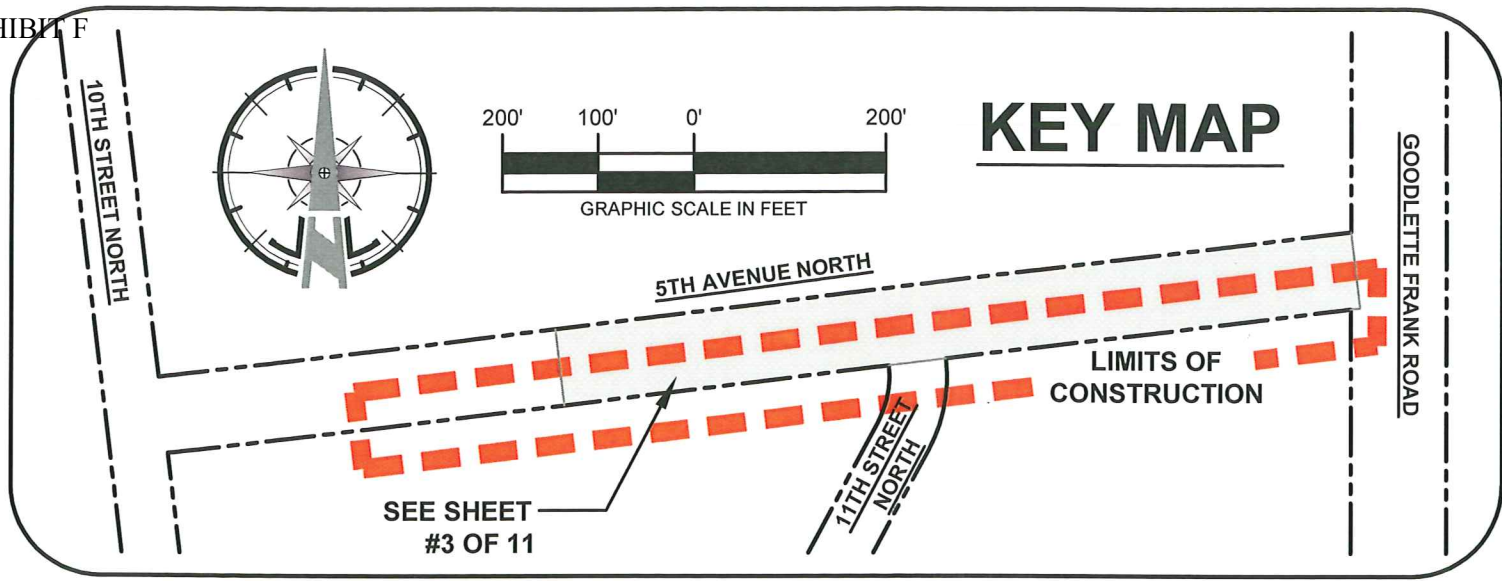 HIBIT F
10TH STREET NORTH
200' 100' 0' 200'
GRAPHIC SCALE IN FEET
KEY MAP
GOODLETTE FRANK ROAD
5TH AVENUE NORTH
LIMITS OF
CONSTRUCTION
11TH STREET
NORTH
SEE SHEET
#3 OF 11
N